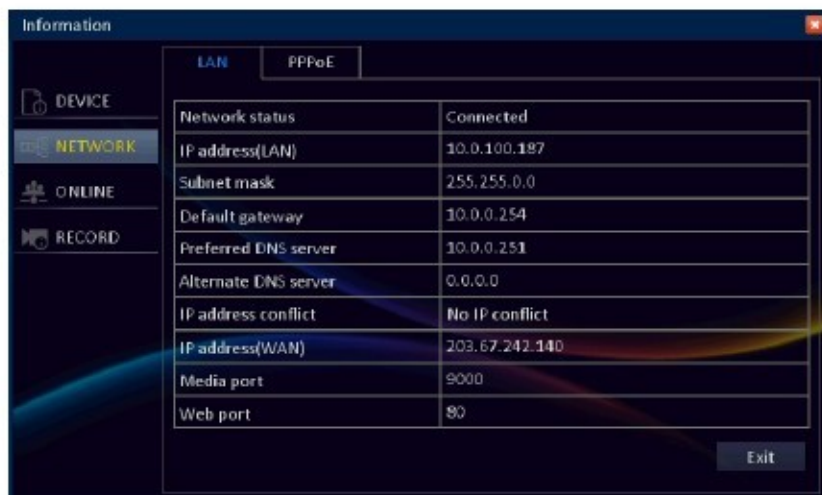 Information
LAN PPPoE
DEVICE
NETWORK
ONLINE
RECORD
Network status Connected
IP address(LAN) 10.0.100.187
Subnet mask 255.255.0.0
Default gateway 10.0.0.254
Preferred DNS server 10.0.0.251
Alternate DNS server 0.0.0.0
IP address conflict No IP conflict
IP address(WAN) 203.67.242.140
Media port 9000
Web port 80
Exit